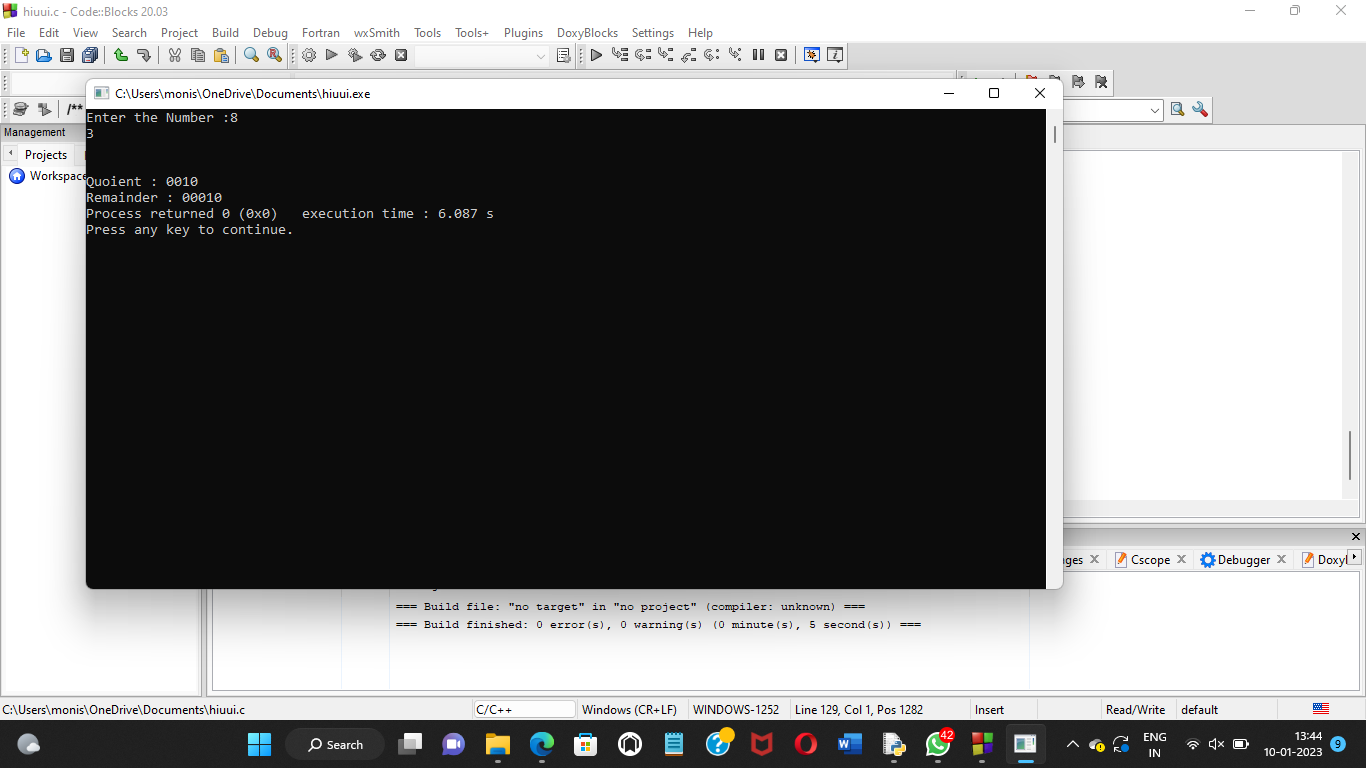 hiuui.c - Code::Blocks 20.03
File Edit View Search Project Build Debug Fortran wxSmith Tools Tools+ Plugins DoxyBlocks Settings Help
/**
C:\Users\monis\OneDrive\Documents\hiuui.exe
Management
Projects
Workspace
Enter the Number :8
3
Quoient : 0010
Remainder : 00010
Process returned 0 (0x0)   execution time : 6.087 s
Press any key to continue.
ges Cscope Debugger Doxyl
=== Build file: "no target" in "no project" (compiler: unknown) ===
=== Build finished: 0 error(s), 0 warning(s) (0 minute(s), 5 second(s)) ===
C:\Users\monis\OneDrive\Documents\hiuui.c C/C++ Windows (CR+LF) WINDOWS-1252 Line 129, Col 1, Pos 1282 Insert Read/Write default
Search
42
ENG
IN
13:44
10-01-2023
9